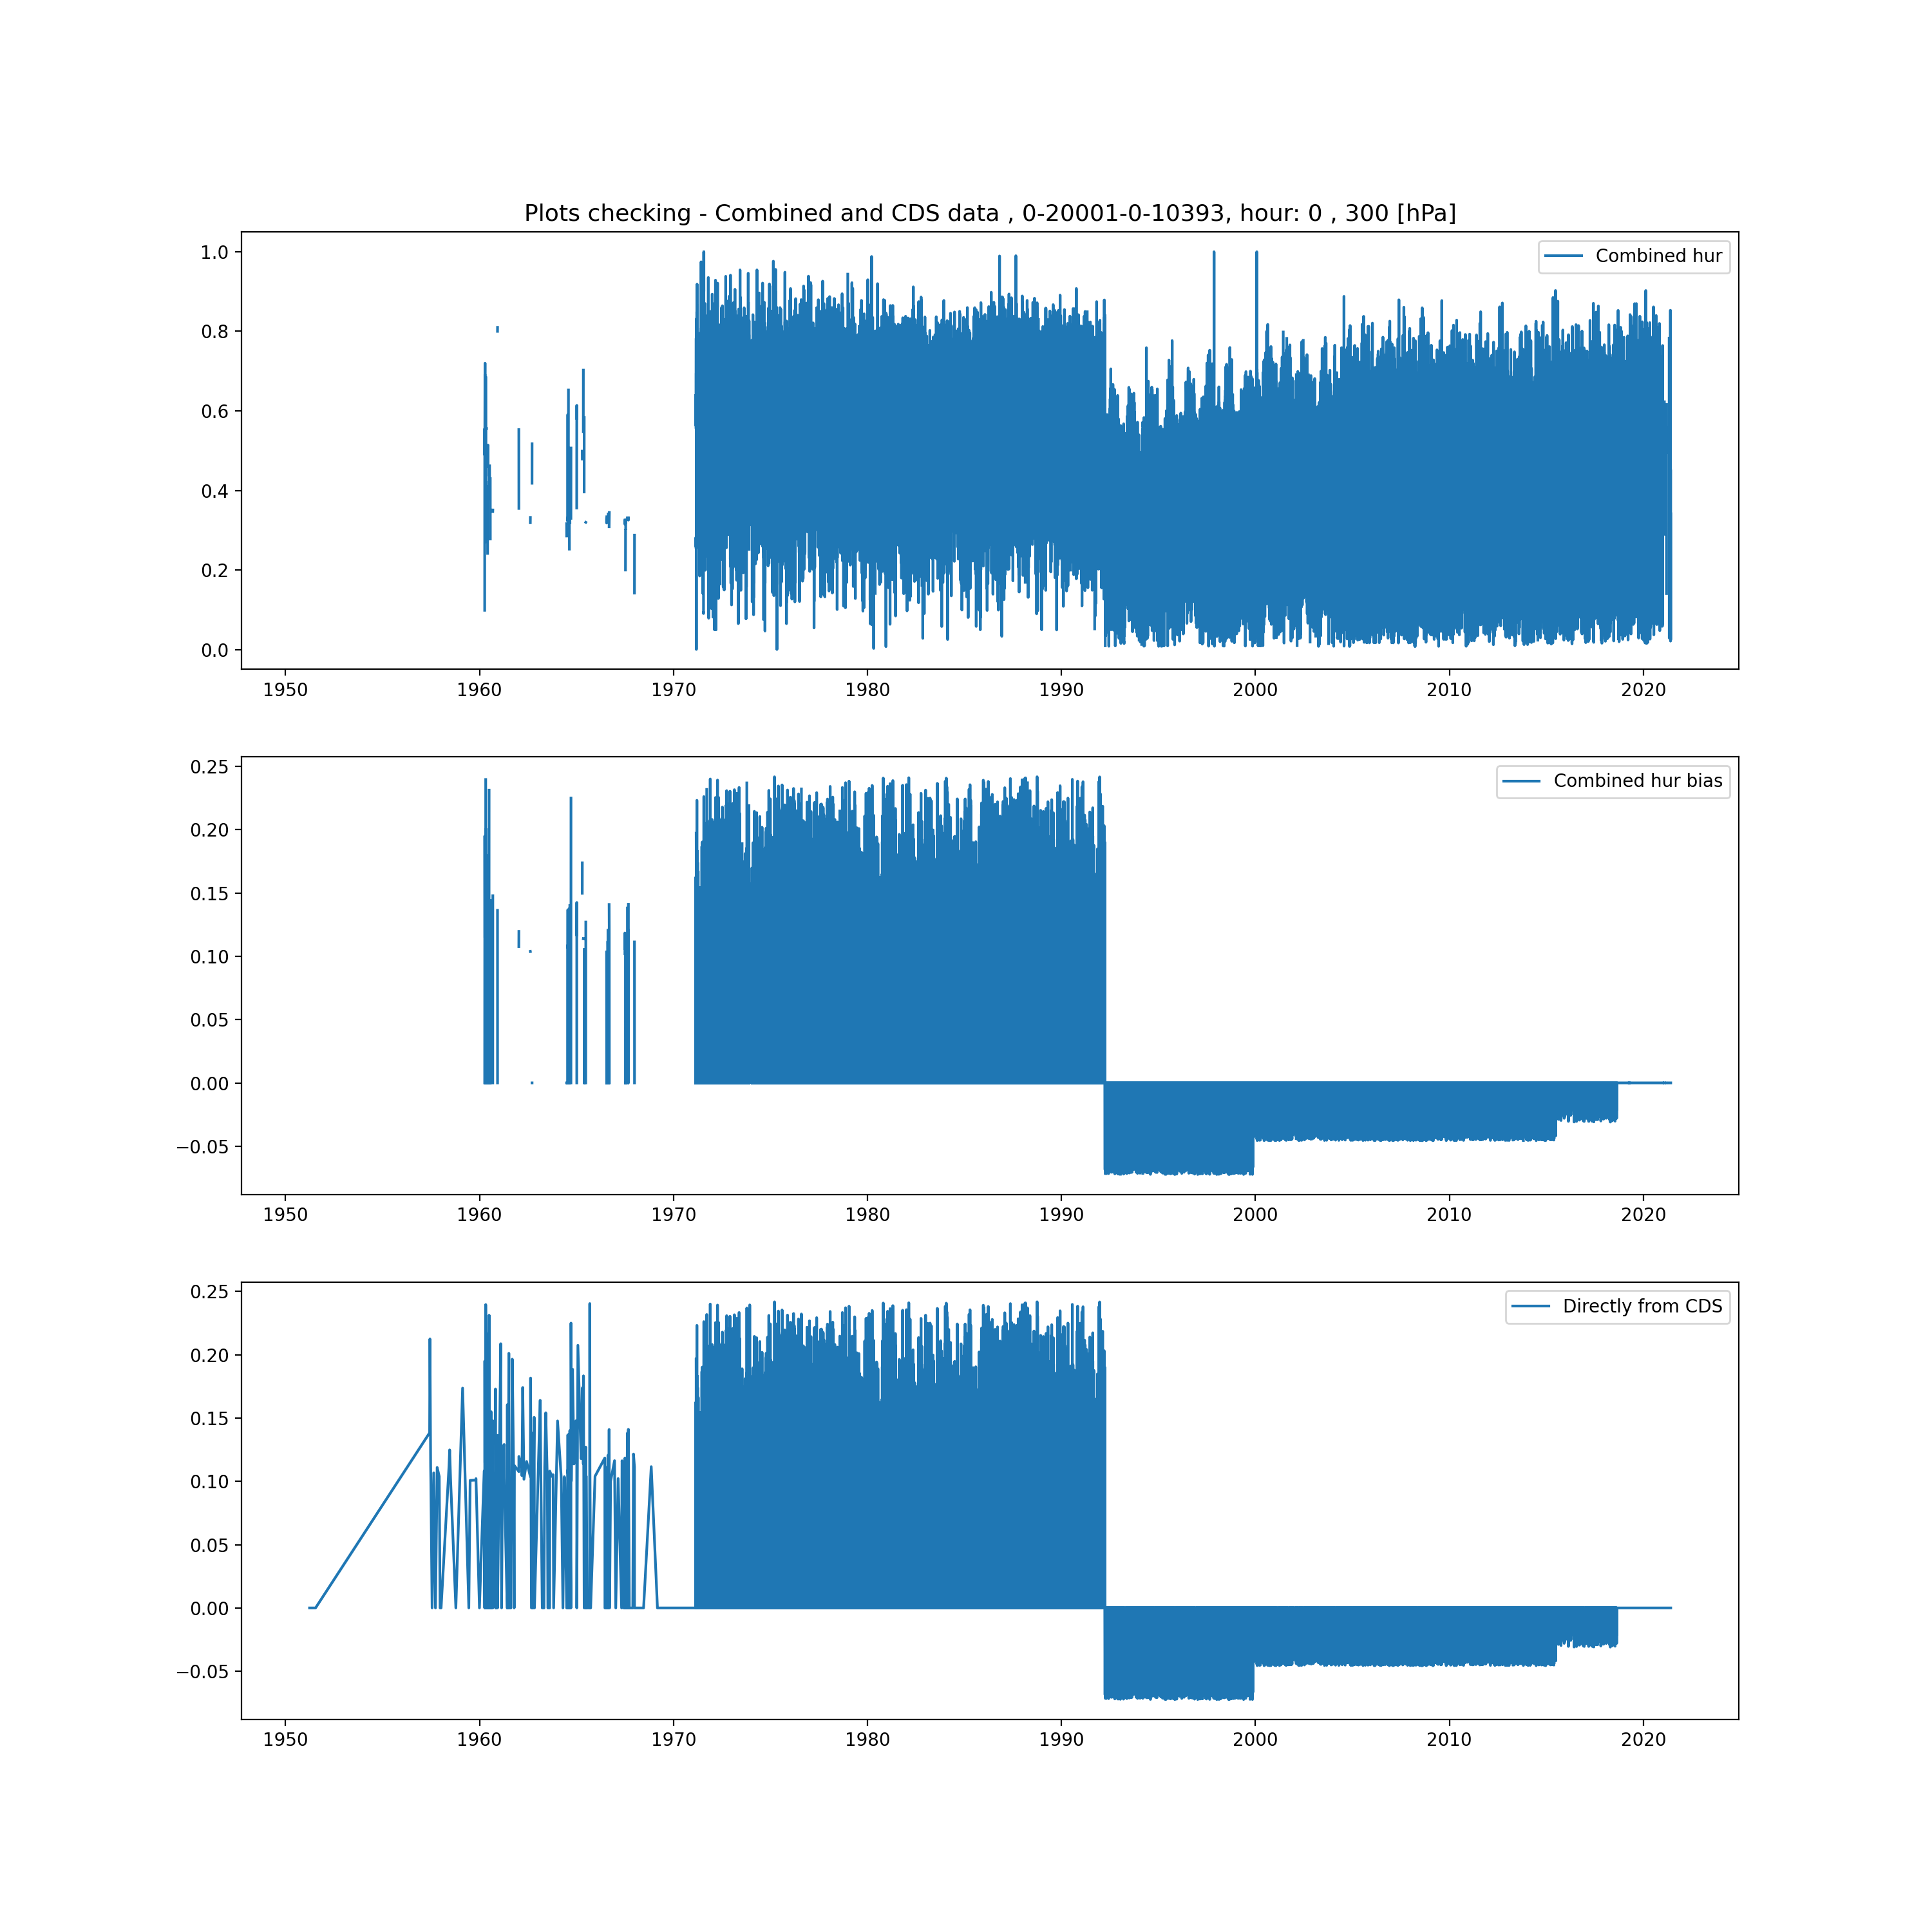 Plots checking - Combined and CDS data , 0-20001-0-10393, hour: 0 , 300 [hPa]
Combined hur
1.0
0.8
0.6
0.4
0.2
0.0
1950 1960 1970 1980 1990 2000 2010 2020
Combined hur bias
0.25
0.20
0.15
0.10
0.05
0.00
−0.05
1950 1960 1970 1980 1990 2000 2010 2020
Directly from CDS
0.25
0.20
0.15
0.10
0.05
0.00
−0.05
1950 1960 1970 1980 1990 2000 2010 2020